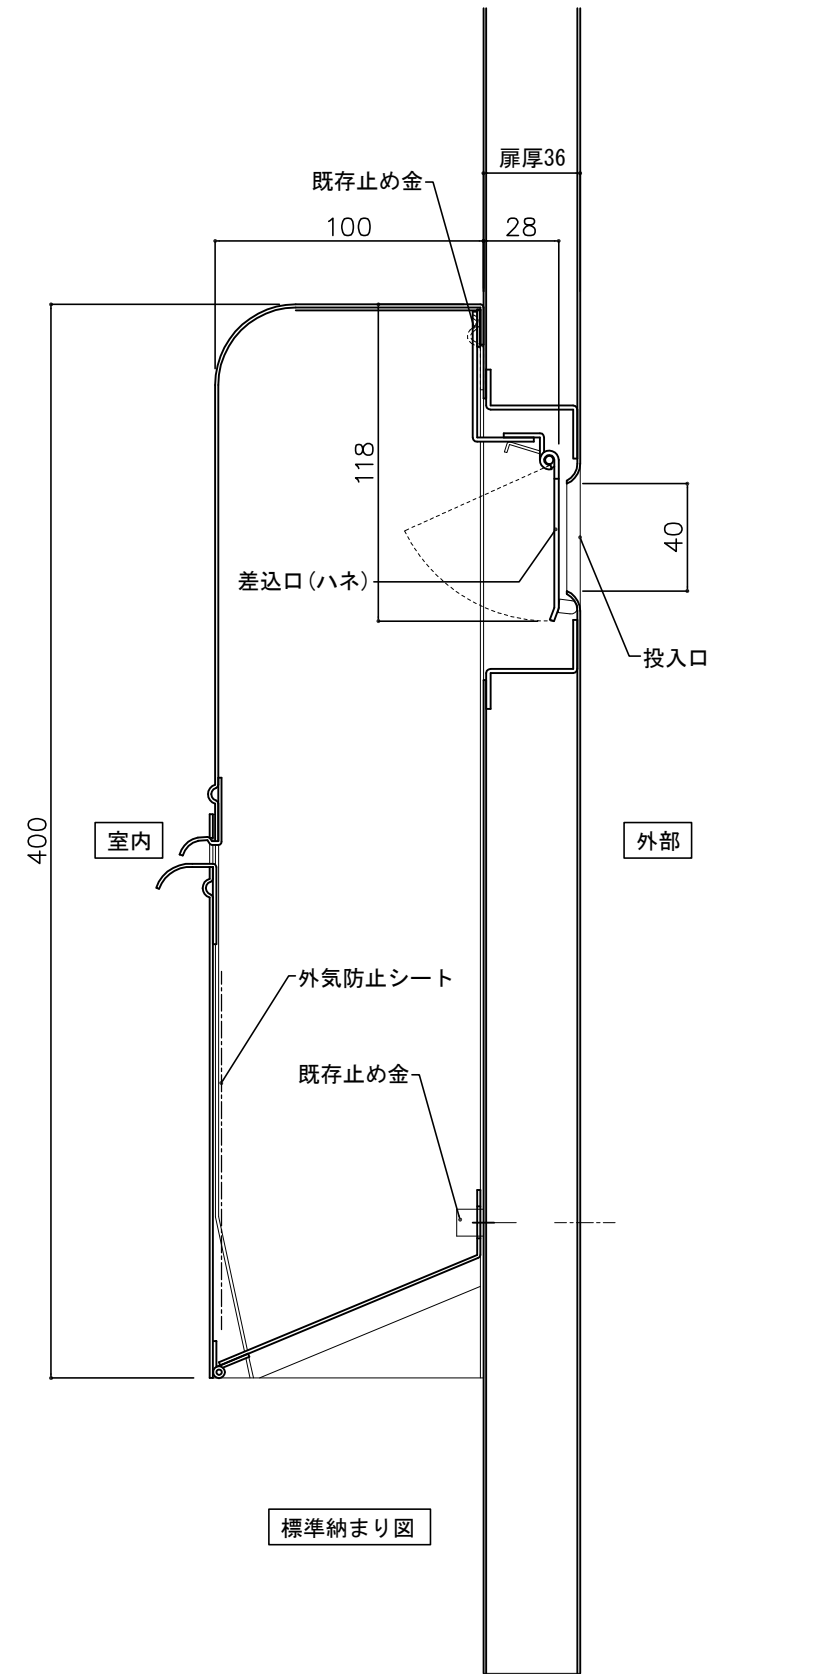 扉厚36
既存止め金
100
28
118
40
差込口(ハネ)
投入口
400
室内
外部
外気防止シート
既存止め金
標準納まり図